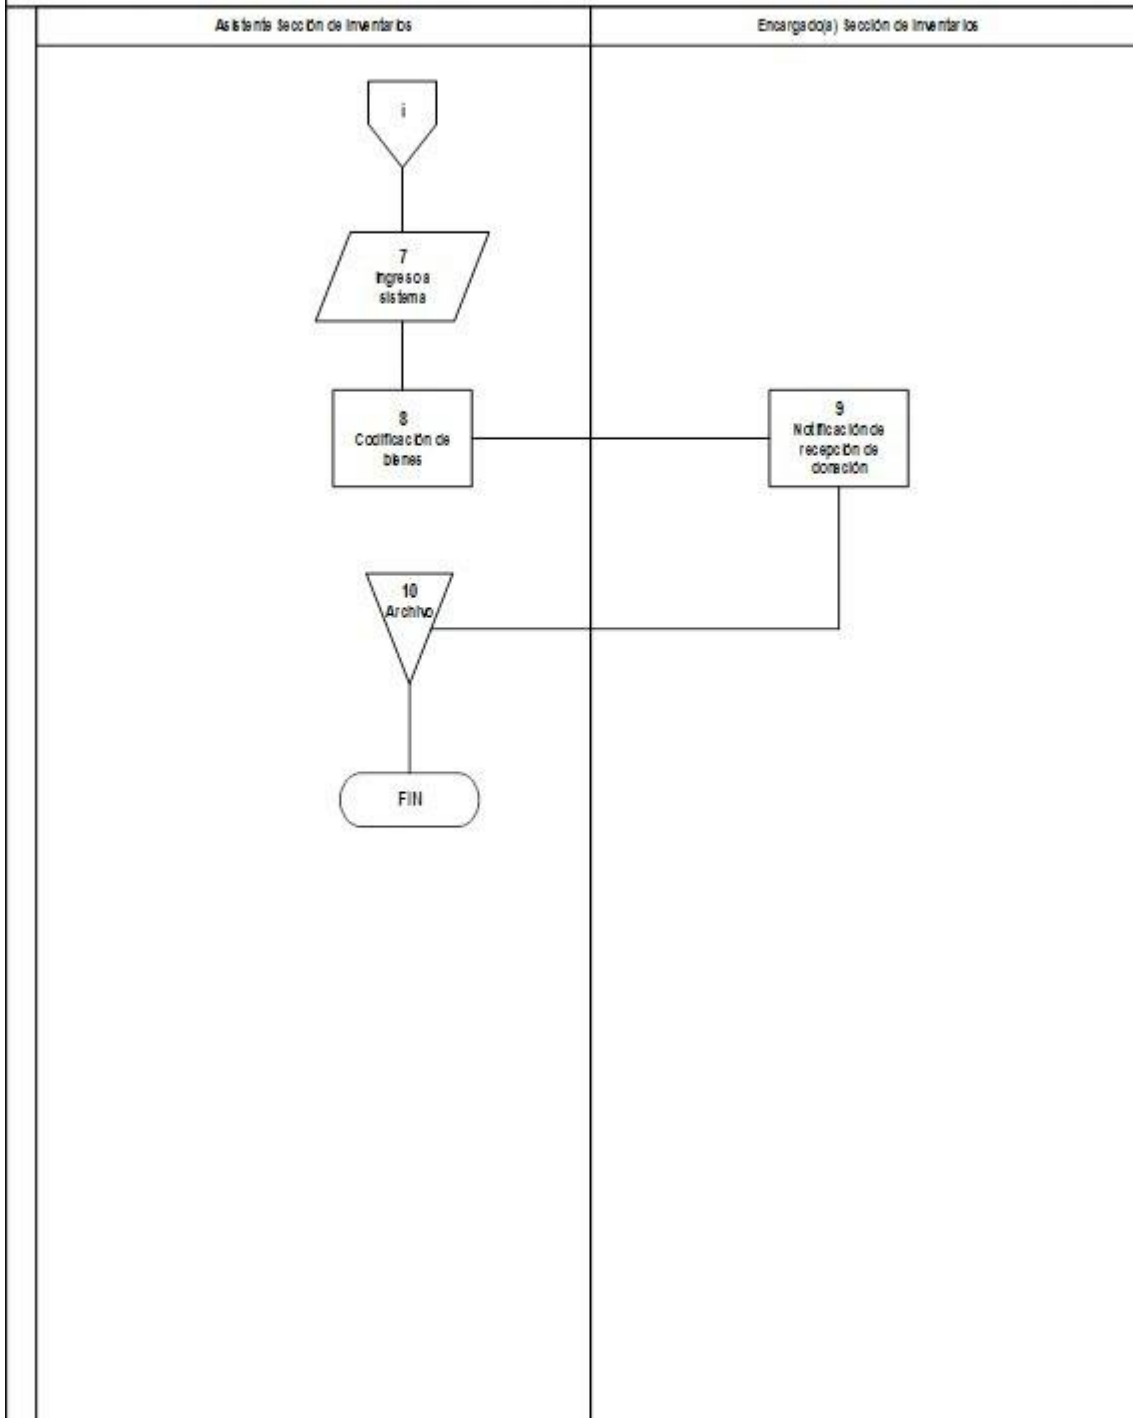 Asistente Sección de Inventarios
Encargado(a) Sección de Inventarios
i
7
Ingreso a
sistema
8
Codificación de
bienes
9
Notificación de
recepción de
donación
10
Archivo
FIN